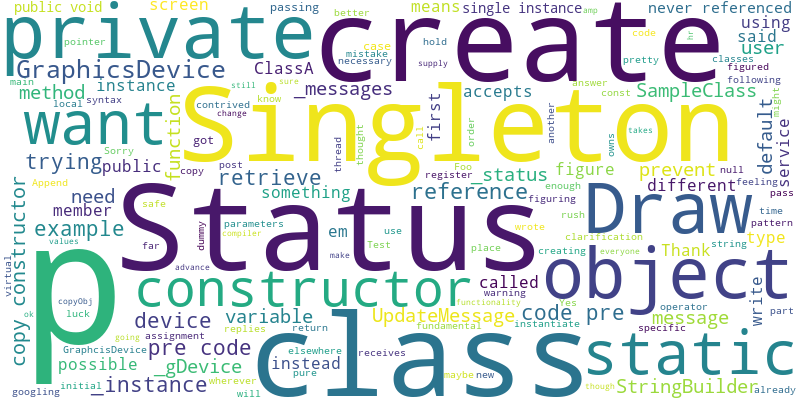 public void screen passing better means single instance never referenced
private create using said user
pointer case hold necessary amp code hr
GraphicsDevice ClassA mistake supply pretty classes figured
main method instance _messages accepts const SampleClass following
local syntax contrived know sure answer might
want Singleton
function got change first call order another takes owns default service
trying Sorry public post copy thread thought Foo register _status figure enough prevent null feeling
need retrieve something reference figuring different pass
member safe em Draw rush type time pattern
example Status Test use parameters wrote place clarification Thank string everyone
Append values far dummy compiler make called creating Yes operator
copy constructor virtual p advance constructor warning object write part
copyObj device variable functionality instantiate specific
ok luck replies return UpdateMessage code pre message
going assignment fundamental
GraphcisDevice pre code elsewhere class static
possible _gDevice instead receives maybe new though
initial _instance pure StringBuilder already
googling wherever will still